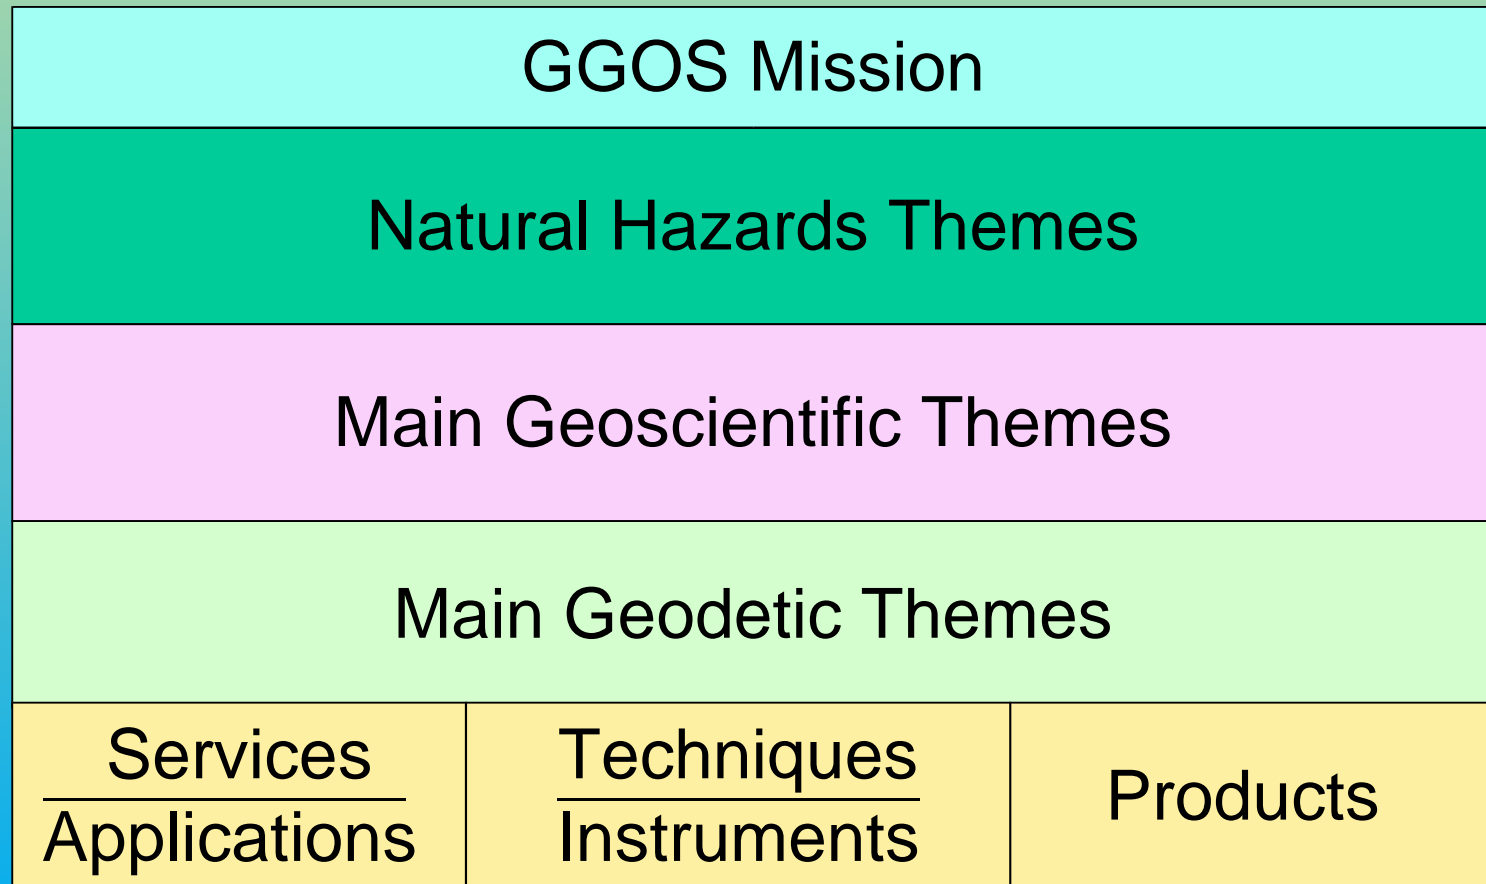 GGOS Mission
Natural Hazards Themes
Main Geoscientific Themes
Main Geodetic Themes
Services
Applications
Techniques
Instruments
Products